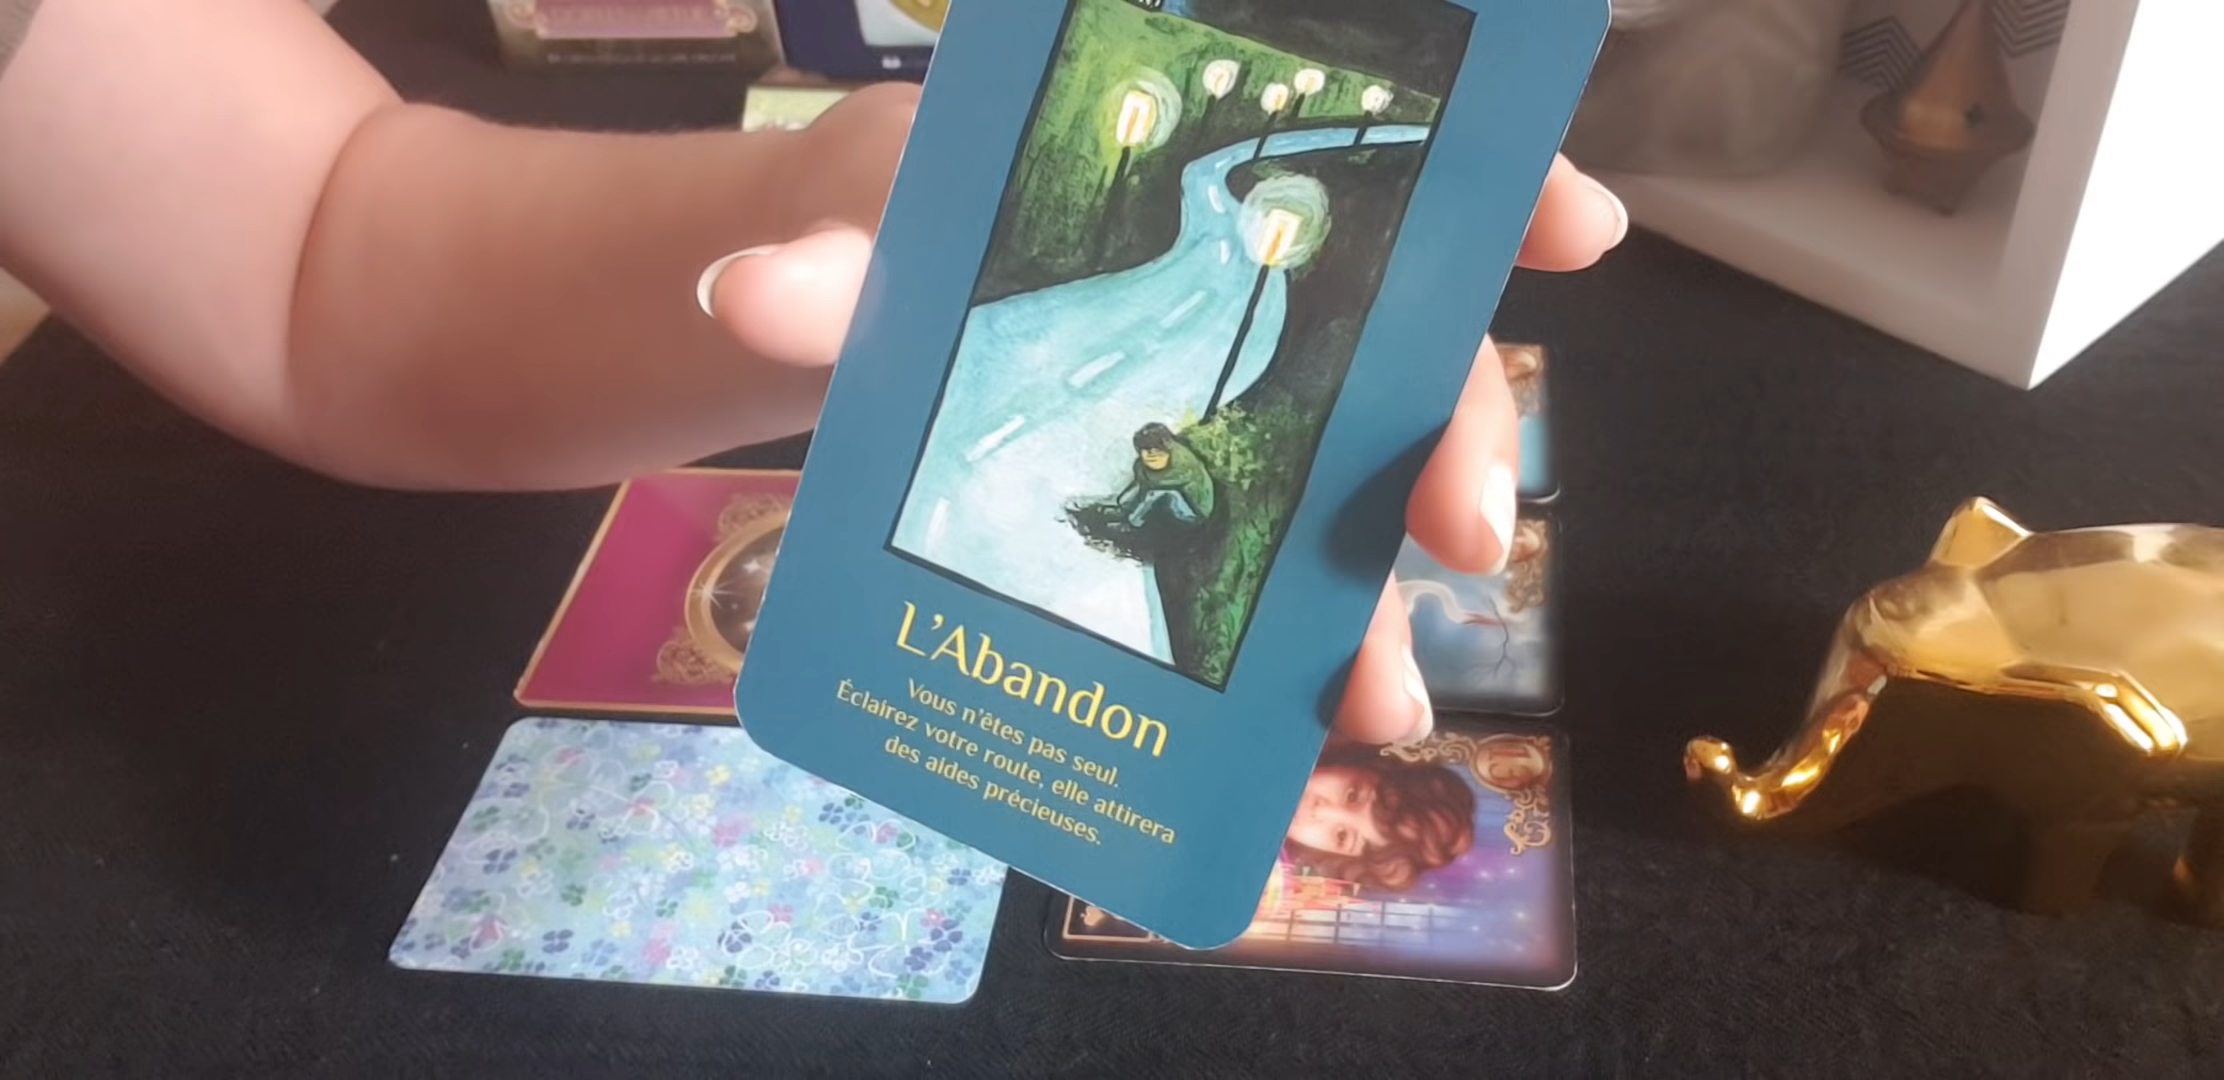 L'Abandon
Vous n'êtes pas seul.
Éclairez votre route, elle attirera
des aides précieuses.